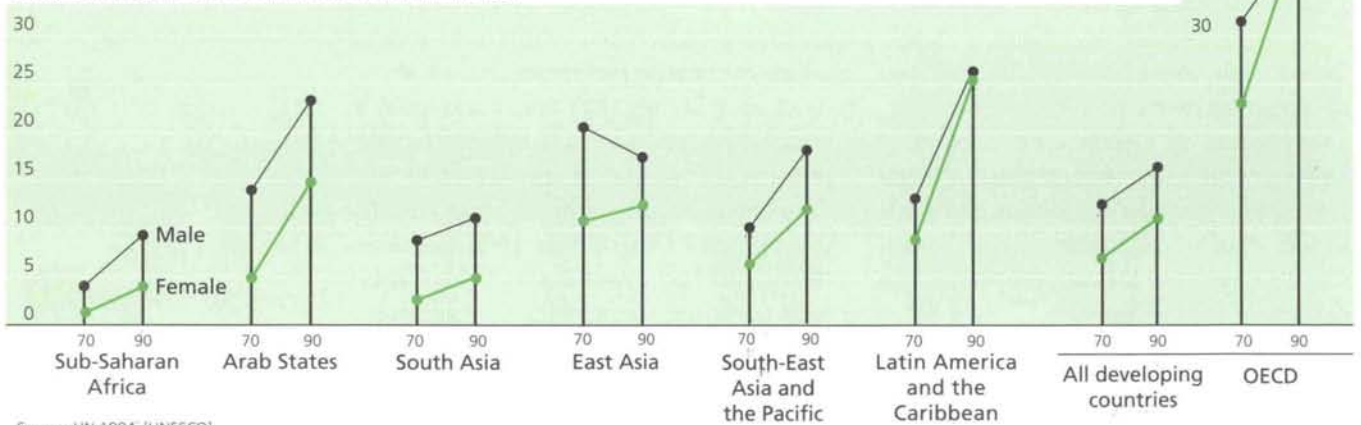 30
30
25
20
15
10
5
0
Male
Female
70 90
70 90
70 90
70 90
70 90
70 90
70 90
70 90
Sub-Saharan
Africa
Arab States
South Asia
East Asia
South-East
Asia and
the Pacific
Latin America
and the
Caribbean
All developing
countries
OECD